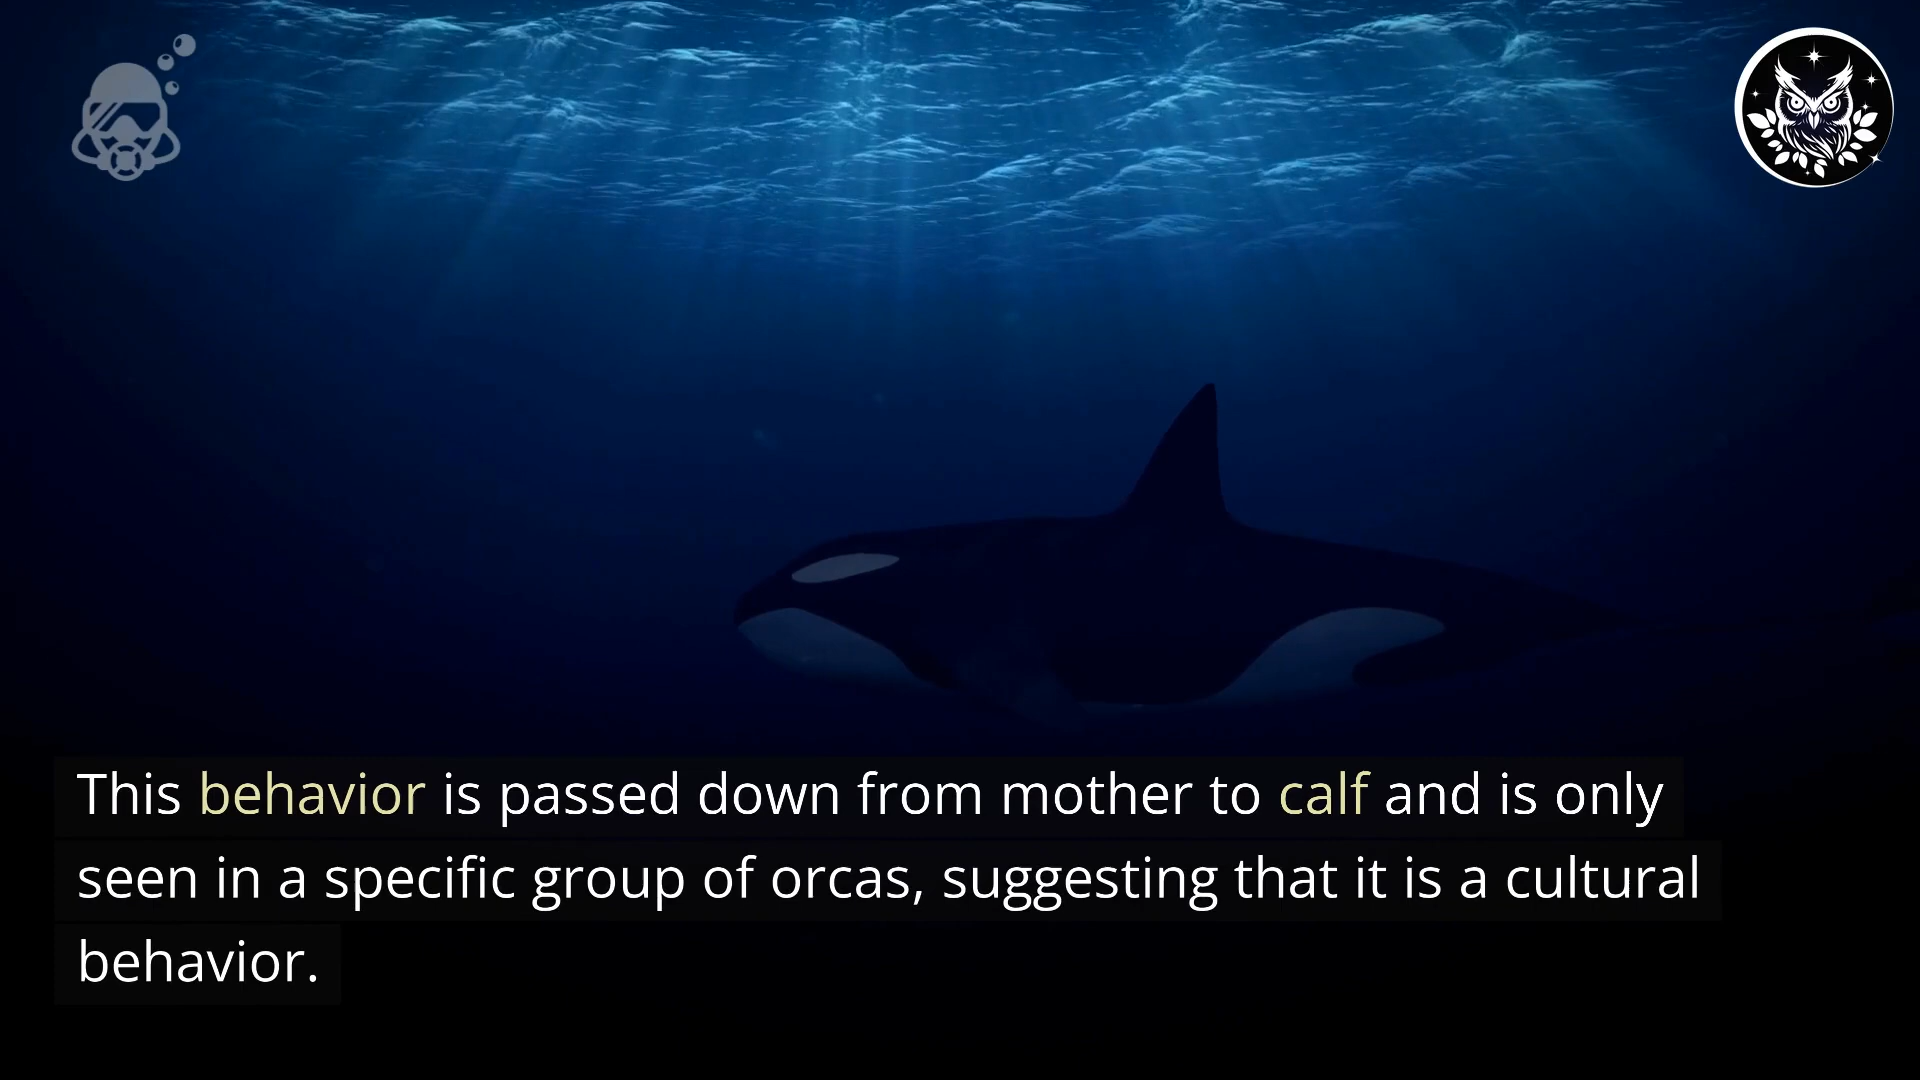 This behavior is passed down from mother to calf and is only
seen in a specific group of orcas, suggesting that it is a cultural
behavior.